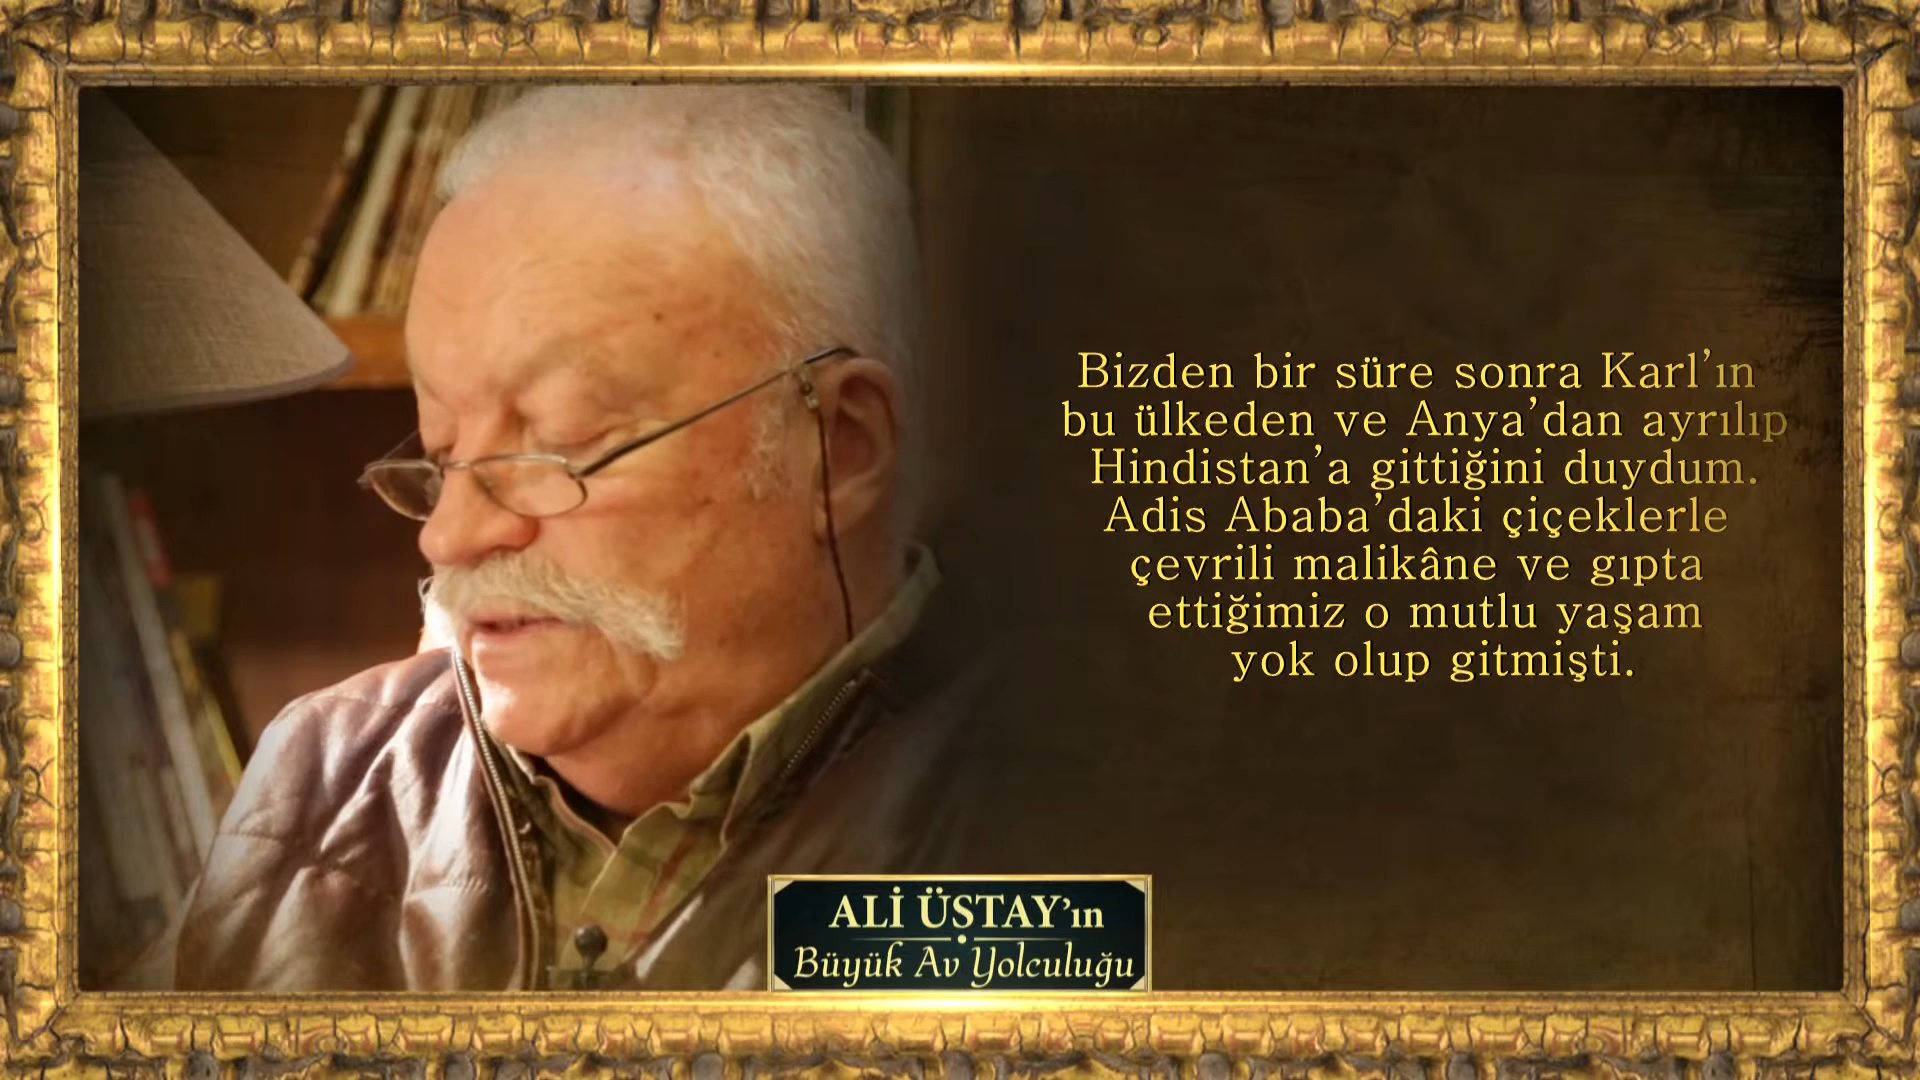 Bizden bir süre sonra Karl’ın
bu ülkeden ve Anya’dan ayrılıp
Hindistan’a gittiğini duydum.
Adis Ababa’daki çiçeklerle
çevrili malikâne ve gıpta
ettiğimiz o mutlu yaşam
yok olup gitmişti.
ALİ ÜSTAY’ın
Büyük Av Yolculuğu